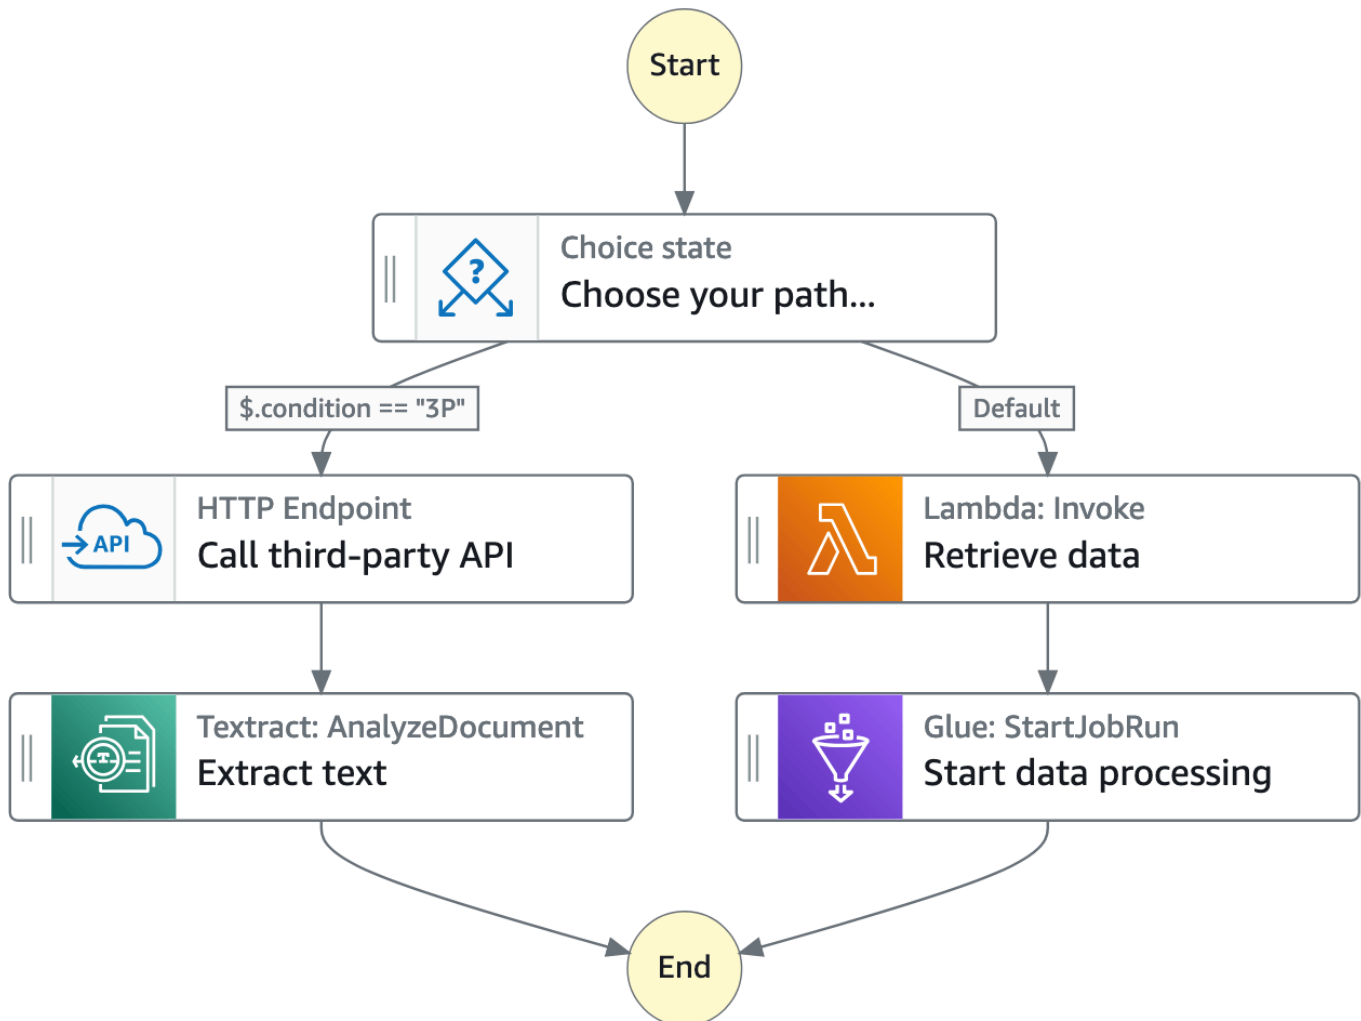 Start
?
Choice state
Choose your path...
$.condition == "3P"
Default
API
HTTP Endpoint
Call third-party API
Lambda: Invoke
Retrieve data
T
Textract: AnalyzeDocument
Extract text
Glue: StartJobRun
Start data processing
End